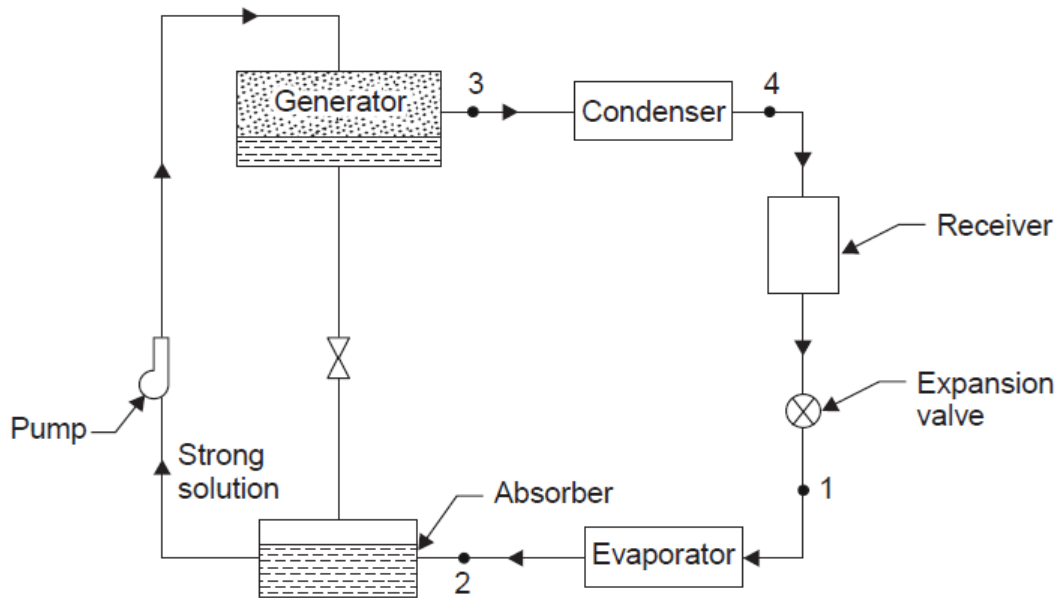 3
4
Generator
Condenser
Receiver
Expansion
valve
Pump
Strong
solution
Absorber
1
Evaporator
2